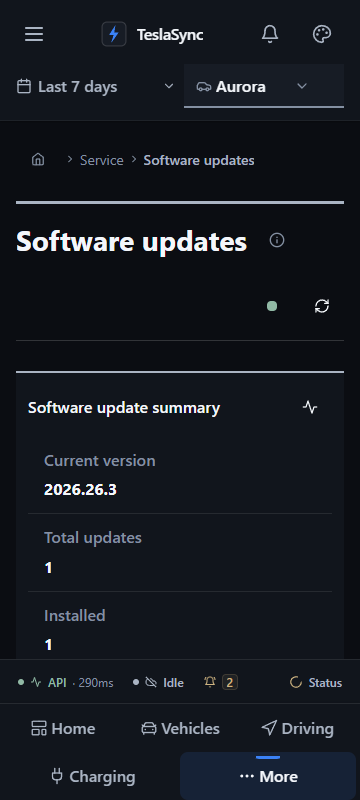 TeslaSync
Last 7 days
Aurora
Service
Software updates
Software updates
Software update summary
Current version
2026.26.3
Total updates
1
Installed
1
API · 290ms
Idle
2
Status
Home
Vehicles
Driving
Charging
More